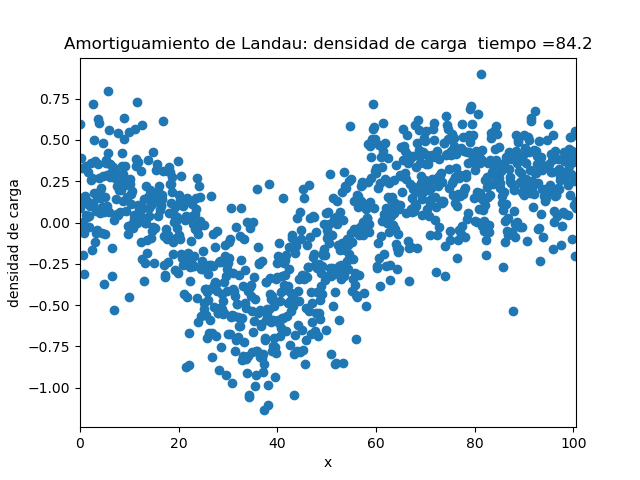 Amortiguamiento de Landau: densidad de carga  tiempo =84.2
densidad de carga
0.75
0.50
0.25
0.00
−0.25
−0.50
−0.75
−1.00
0 20 40 60 80 100
x